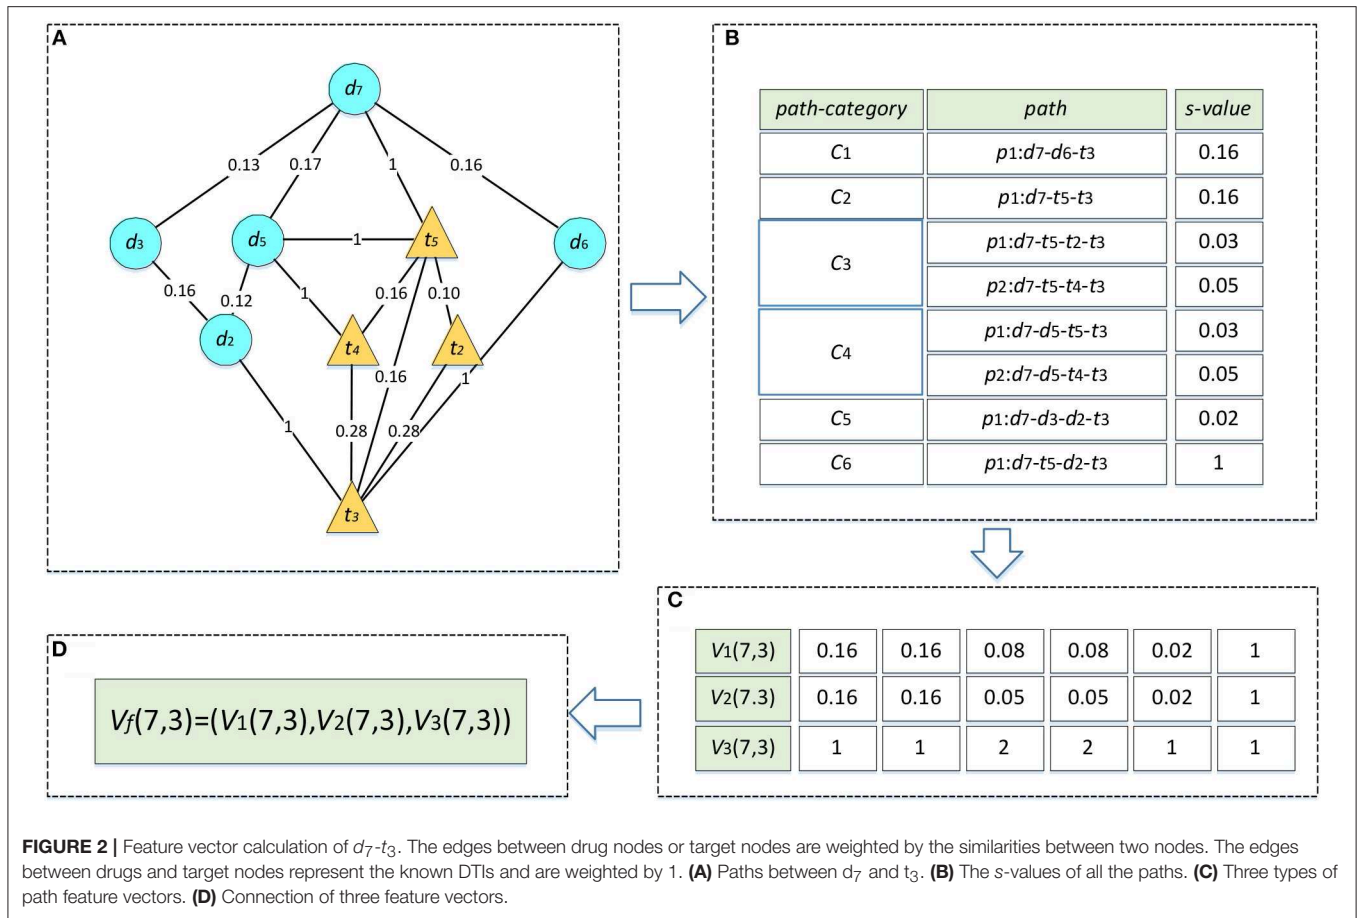 A
d7
0.13
0.17
1
0.16
d3
d5
1
t5
d6
0.16
0.12
1
0.16
0.10
d2
t4
t2
0.16
1
1
0.28
0.28
t3
B
path-category path s-value
C1 p1:d7-d6-t3 0.16
C2 p1:d7-t5-t3 0.16
C3 p1:d7-t5-t2-t3 0.03
p2:d7-t5-t4-t3 0.05
C4 p1:d7-d5-t5-t3 0.03
p2:d7-d5-t4-t3 0.05
C5 p1:d7-d3-d2-t3 0.02
C6 p1:d7-t5-d2-t3 1
C
V1(7,3) 0.16 0.16 0.08 0.08 0.02 1
V2(7.3) 0.16 0.16 0.05 0.05 0.02 1
V3(7,3) 1 1 2 2 1 1
D
Vf(7,3)=(V1(7,3),V2(7,3),V3(7,3))
FIGURE 2 | Feature vector calculation of d7-t3. The edges between drug nodes or target nodes are weighted by the similarities between two nodes. The edges
between drugs and target nodes represent the known DTIs and are weighted by 1. (A) Paths between d7 and t3. (B) The s-values of all the paths. (C) Three types of
path feature vectors. (D) Connection of three feature vectors.